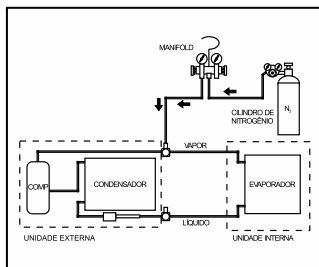 MANIFOLD
CILINDRO DE
NITROGÊNIO
N2
VAPOR
COMP
CONDENSADOR
EVAPORADOR
LÍQUIDO
UNIDADE EXTERNA
UNIDADE INTERNA